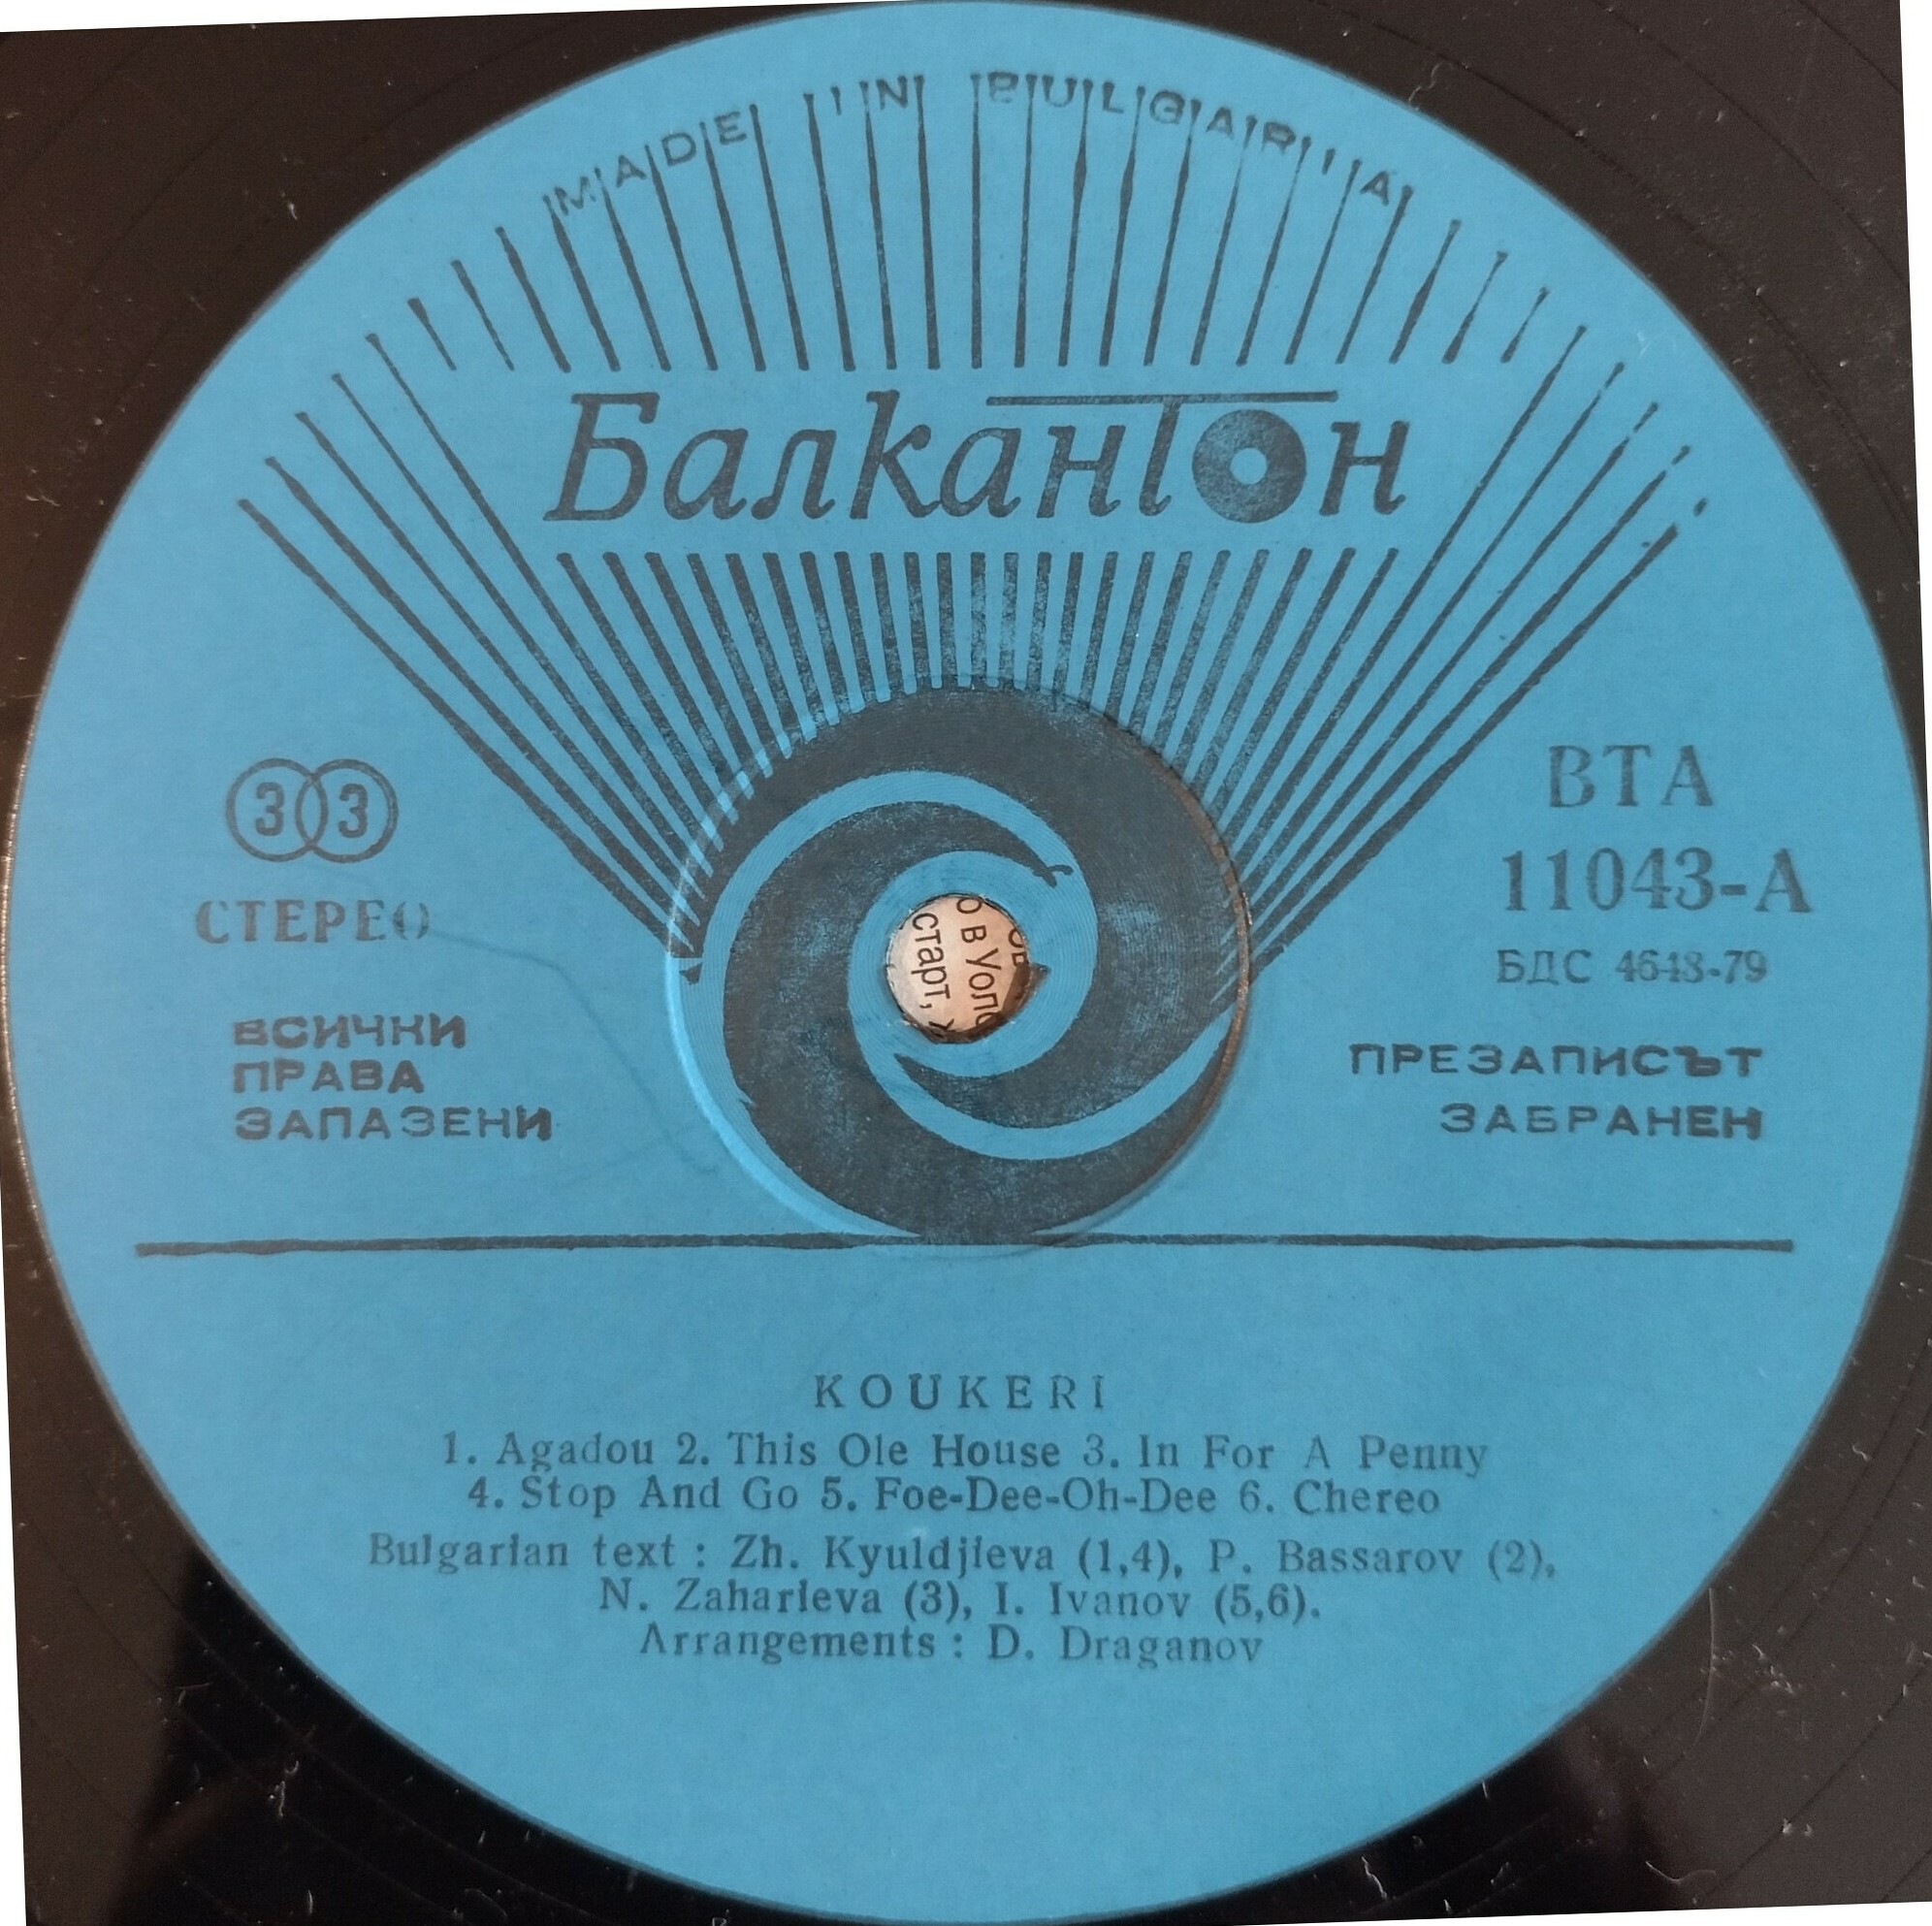 MADE IN BULGARIA
Балкантон
33
СТЕРЕО
ВСИЧКИ
ПРАВА
ЗАПАЗЕНИ
ВТА
11043-А
БДС 4648-79
ПРЕЗАПИСЪТ
ЗАБРАНЕН
старт,
KOUKERI
1. Agadou 2. This Ole House 3. In For A Penny
4. Stop And Go 5. Foe-Dee-Oh-Dee 6. Chereo
Bulgarian text : Zh. Kyuldjieva (1,4), P. Bassarov (2),
N. Zaharieva (3), I. Ivanov (5,6).
Arrangements : D. Draganov